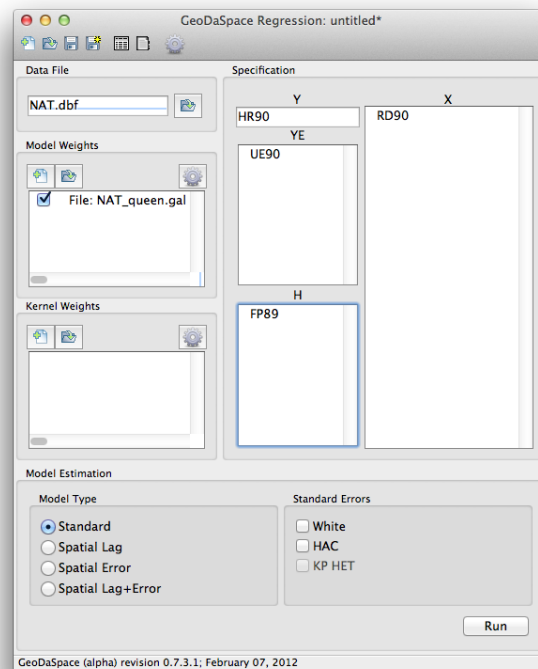 GeoDaSpace Regression: untitled*
Data File
NAT.dbf
Model Weights
File: NAT_queen.gal
Kernel Weights
Specification
Y
HR90
YE
UE90
H
FP89
X
RD90
Model Estimation
Model Type
Standard
Spatial Lag
Spatial Error
Spatial Lag+Error
Standard Errors
White
HAC
KP HET
Run
GeoDaSpace (alpha) revision 0.7.3.1; February 07, 2012